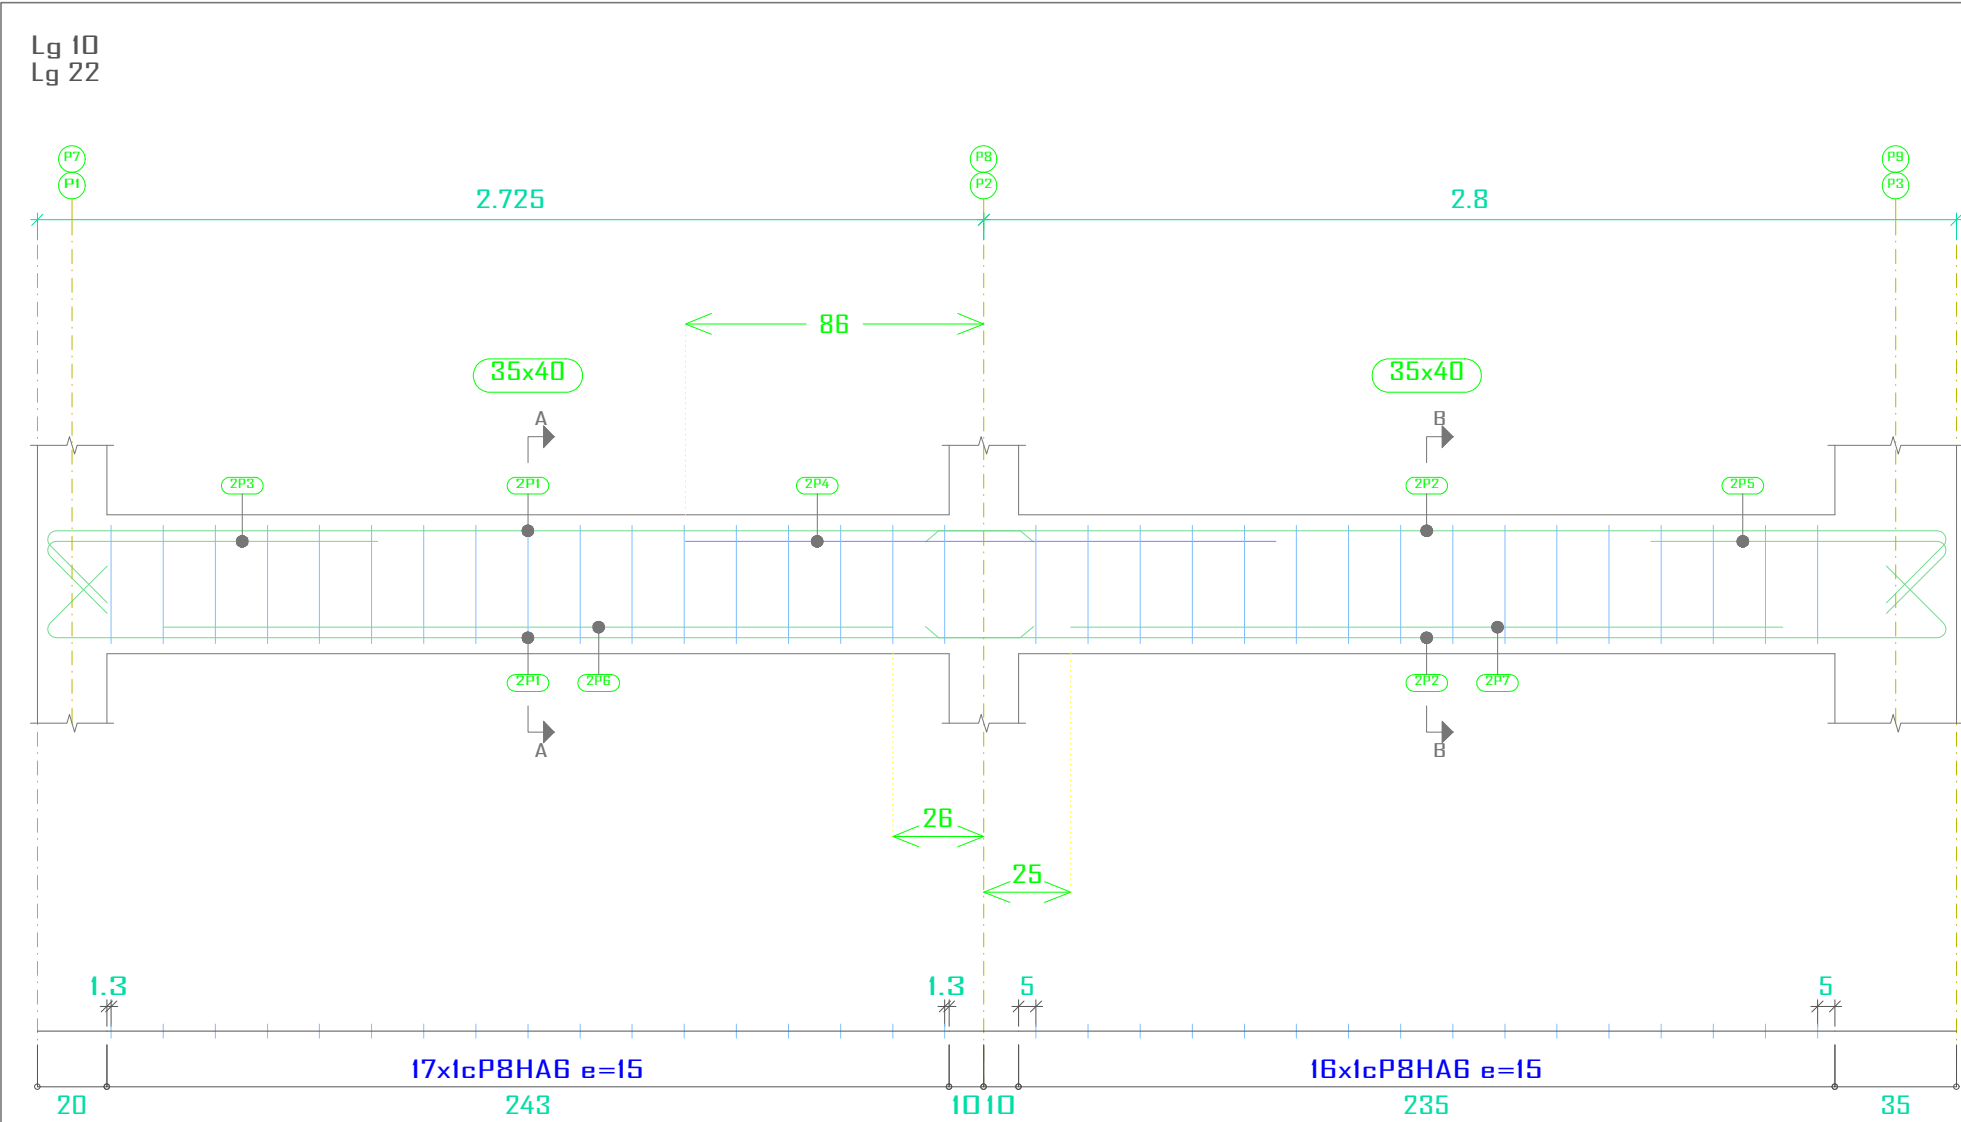 Lg 10
Lg 22
P7 P8 P9
P1 P2 P3
2.725 2.8
86
35x40 35x40
A B
2P3 2P1 2P4 2P2 2P5
2P1 2P6 2P2 2P7
A B
26
25
1.3 1.3 5 5
17x1cP8HA6 e=15 16x1cP8HA6 e=15
20 243 10 10 235 35